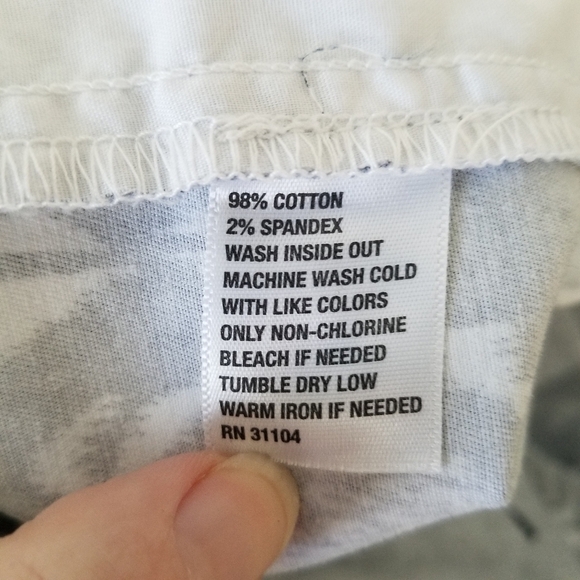 98% COTTON
2% SPANDEX
WASH INSIDE OUT
MACHINE WASH COLD
WITH LIKE COLORS
ONLY NON-CHLORINE
BLEACH IF NEEDED
TUMBLE DRY LOW
WARM IRON IF NEEDED
RN 31104